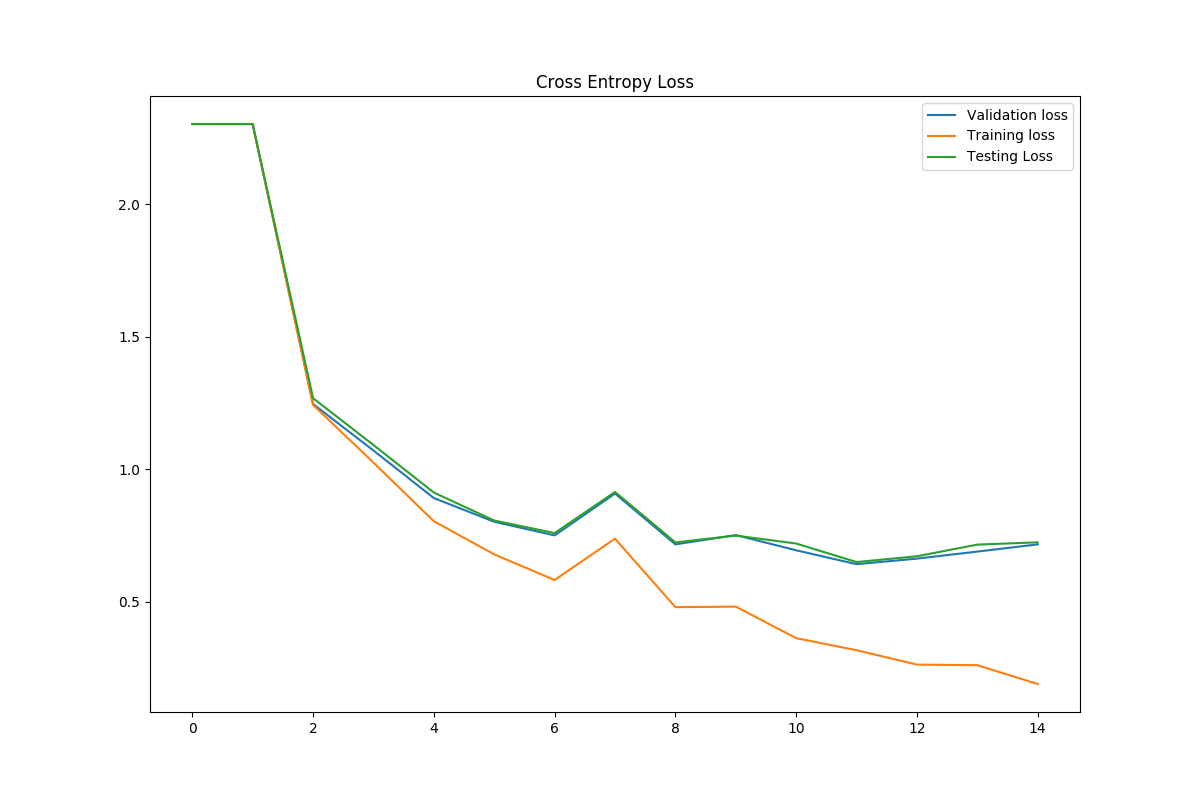 Cross Entropy Loss
Validation loss
Training loss
Testing Loss
2.0
1.5
1.0
0.5
0 2 4 6 8 10 12 14